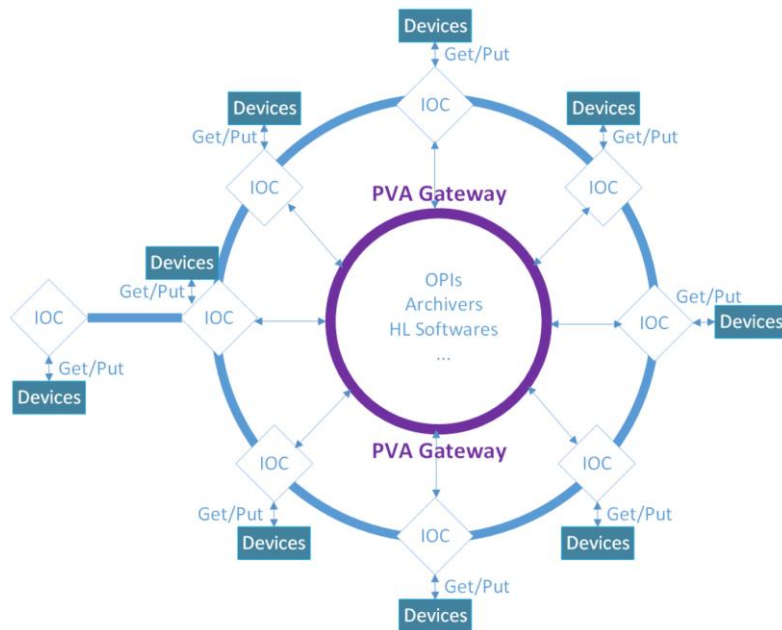 Devices
Get/Put
IOC
Devices
Get/Put
IOC
Devices
Get/Put
IOC
PVA Gateway
Devices
Get/Put
IOC
IOC
Get/Put
Devices
OPIs
Archivers
HL Softwares
...
IOC
Get/Put
Devices
PVA Gateway
IOC
Get/Put
Devices
IOC
Get/Put
Devices
IOC
Get/Put
Devices